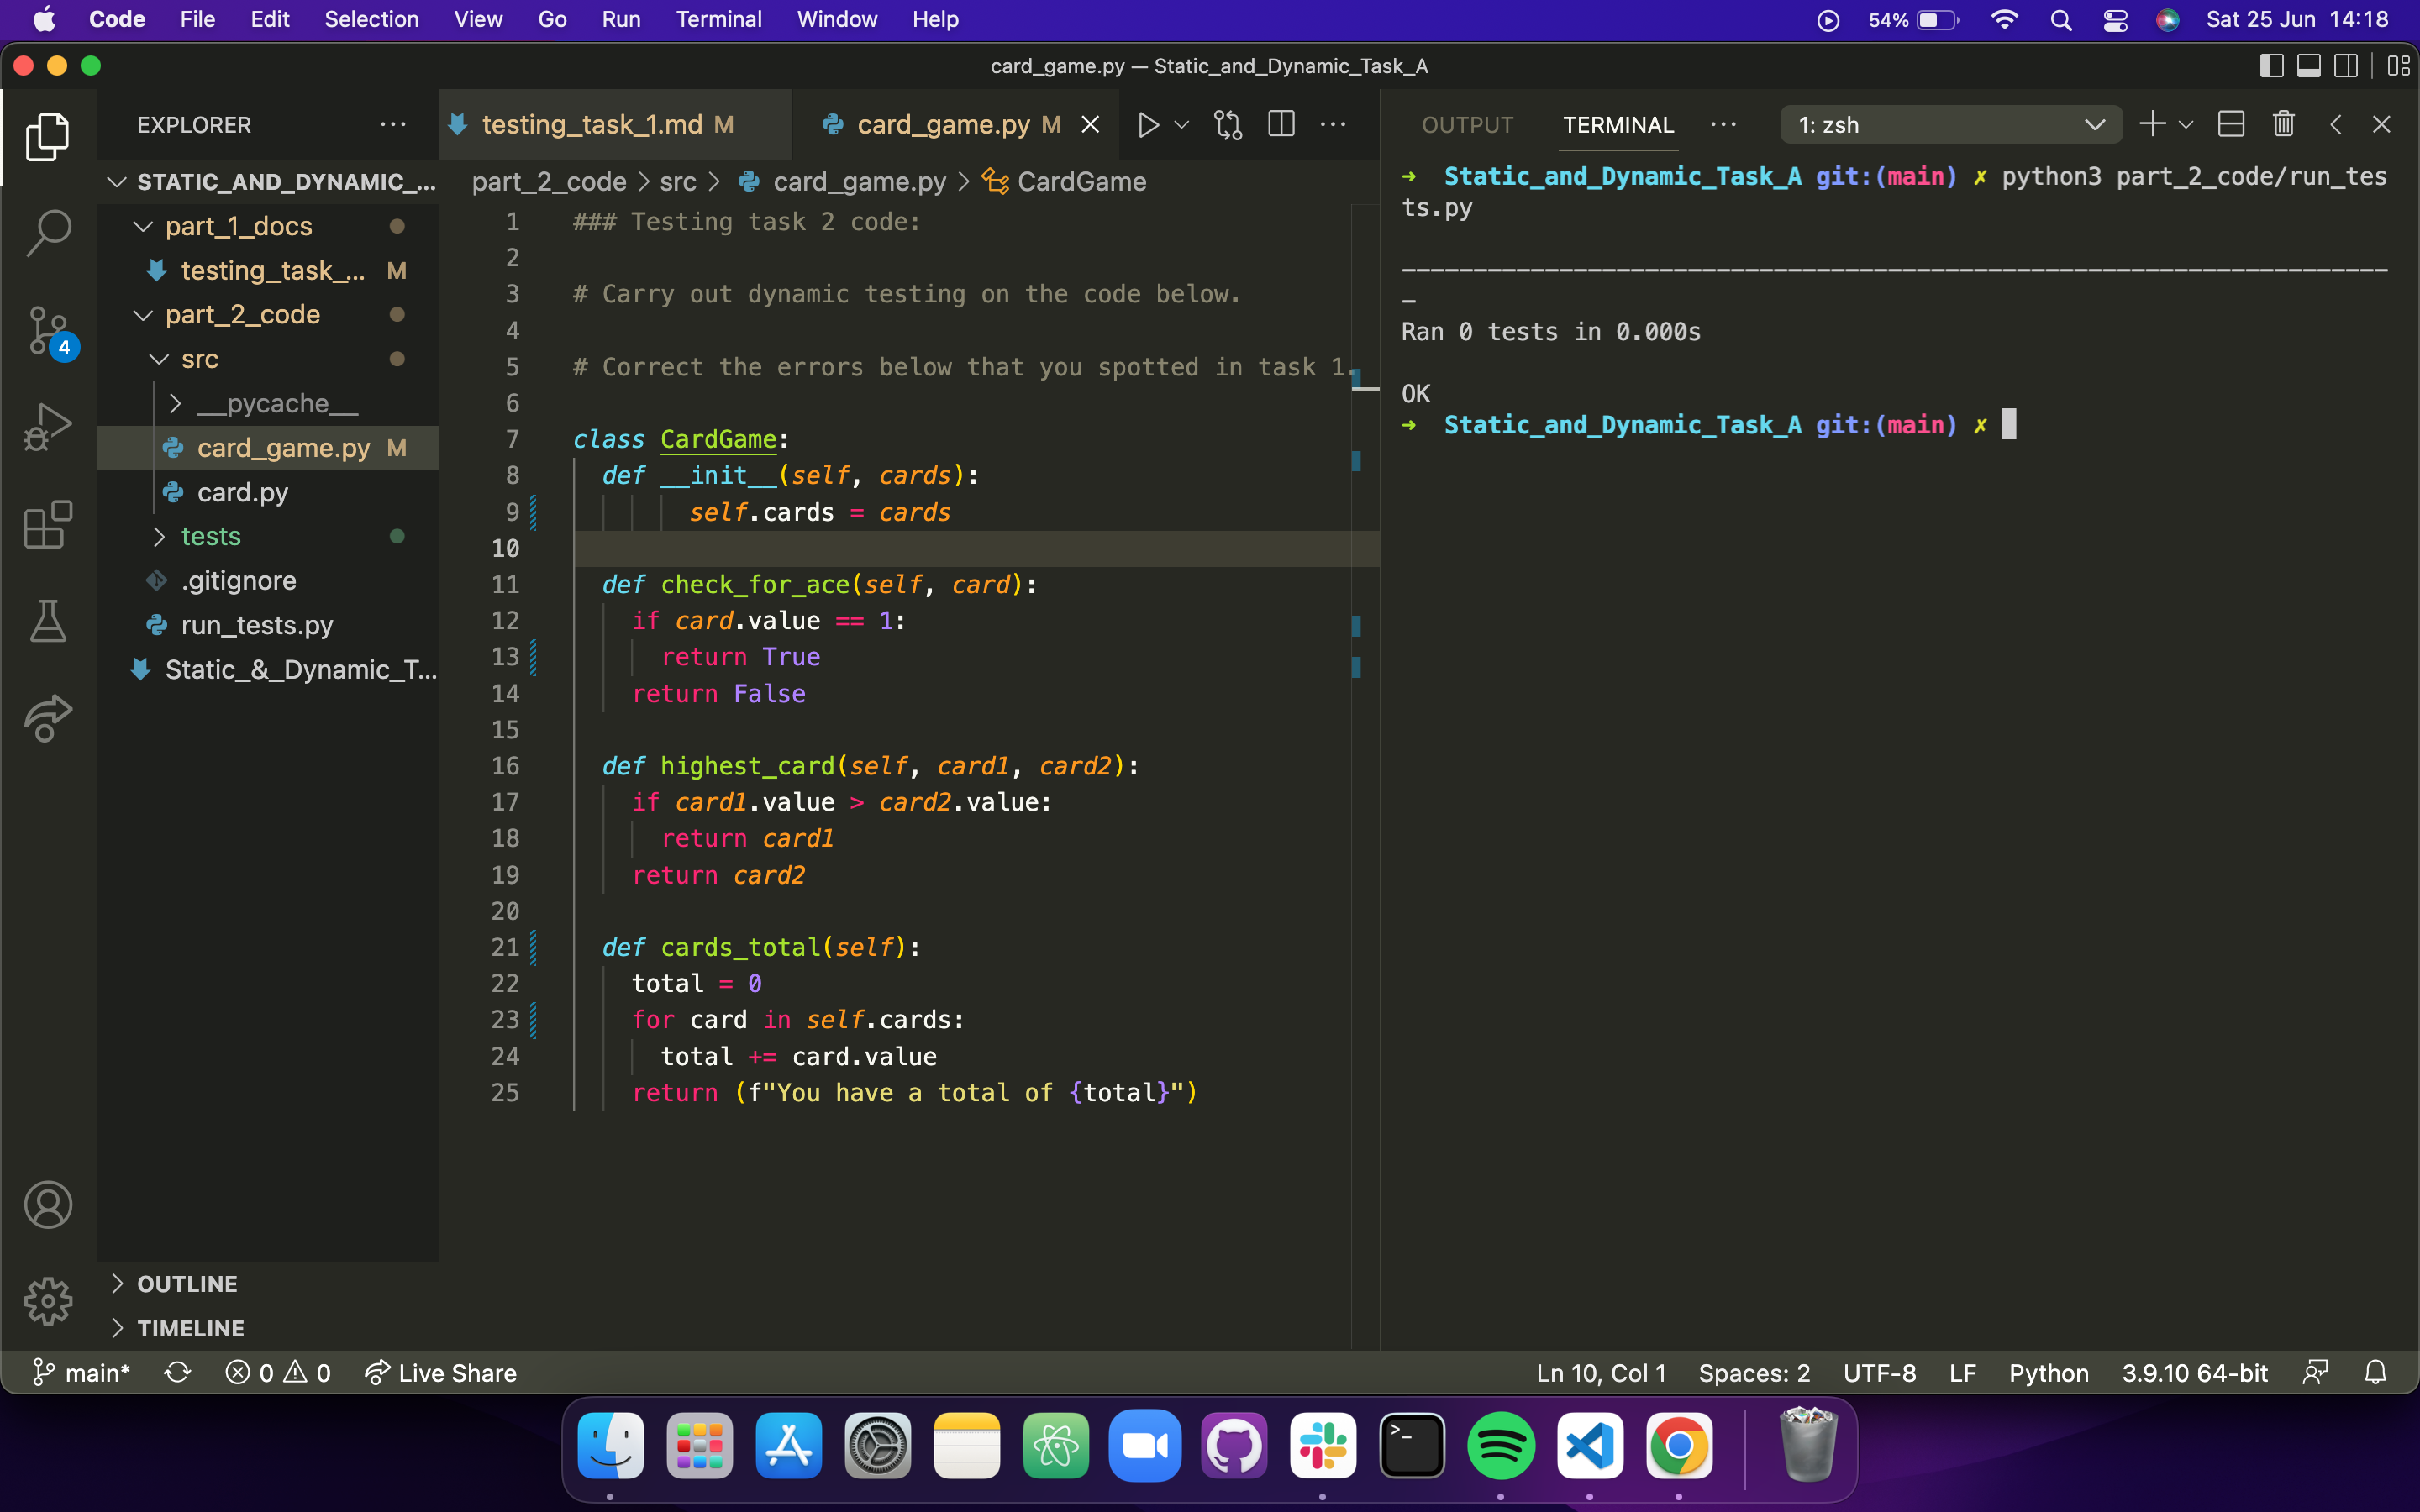 Code File Edit Selection View Go Run Terminal Window Help 54% Sat 25 Jun 14:18
card_game.py — Static_and_Dynamic_Task_A
EXPLORER ···
STATIC_AND_DYNAMIC_...
part_1_docs
testing_task_... M
part_2_code
src
__pycache__
card_game.py M
card.py
tests
.gitignore
run_tests.py
Static_&_Dynamic_T...
OUTLINE
TIMELINE
4
testing_task_1.md M card_game.py M
part_2_code > src > card_game.py > CardGame
1 ### Testing task 2 code:
2
3 # Carry out dynamic testing on the code below.
4
5 # Correct the errors below that you spotted in task 1.
6
7 class CardGame:
8 def __init__(self, cards):
9 self.cards = cards
10
11 def check_for_ace(self, card):
12 if card.value == 1:
13 return True
14 return False
15
16 def highest_card(self, card1, card2):
17 if card1.value > card2.value:
18 return card1
19 return card2
20
21 def cards_total(self):
22 total = 0
23 for card in self.cards:
24 total += card.value
25 return (f"You have a total of {total}")
OUTPUT TERMINAL ··· 1: zsh
➜ Static_and_Dynamic_Task_A git:(main) ✗ python3 part_2_code/run_tes
ts.py
---------------------------------------------------------------------
-
Ran 0 tests in 0.000s
OK
➜ Static_and_Dynamic_Task_A git:(main) ✗
main* 0 0 Live Share Ln 10, Col 1 Spaces: 2 UTF-8 LF Python 3.9.10 64-bit